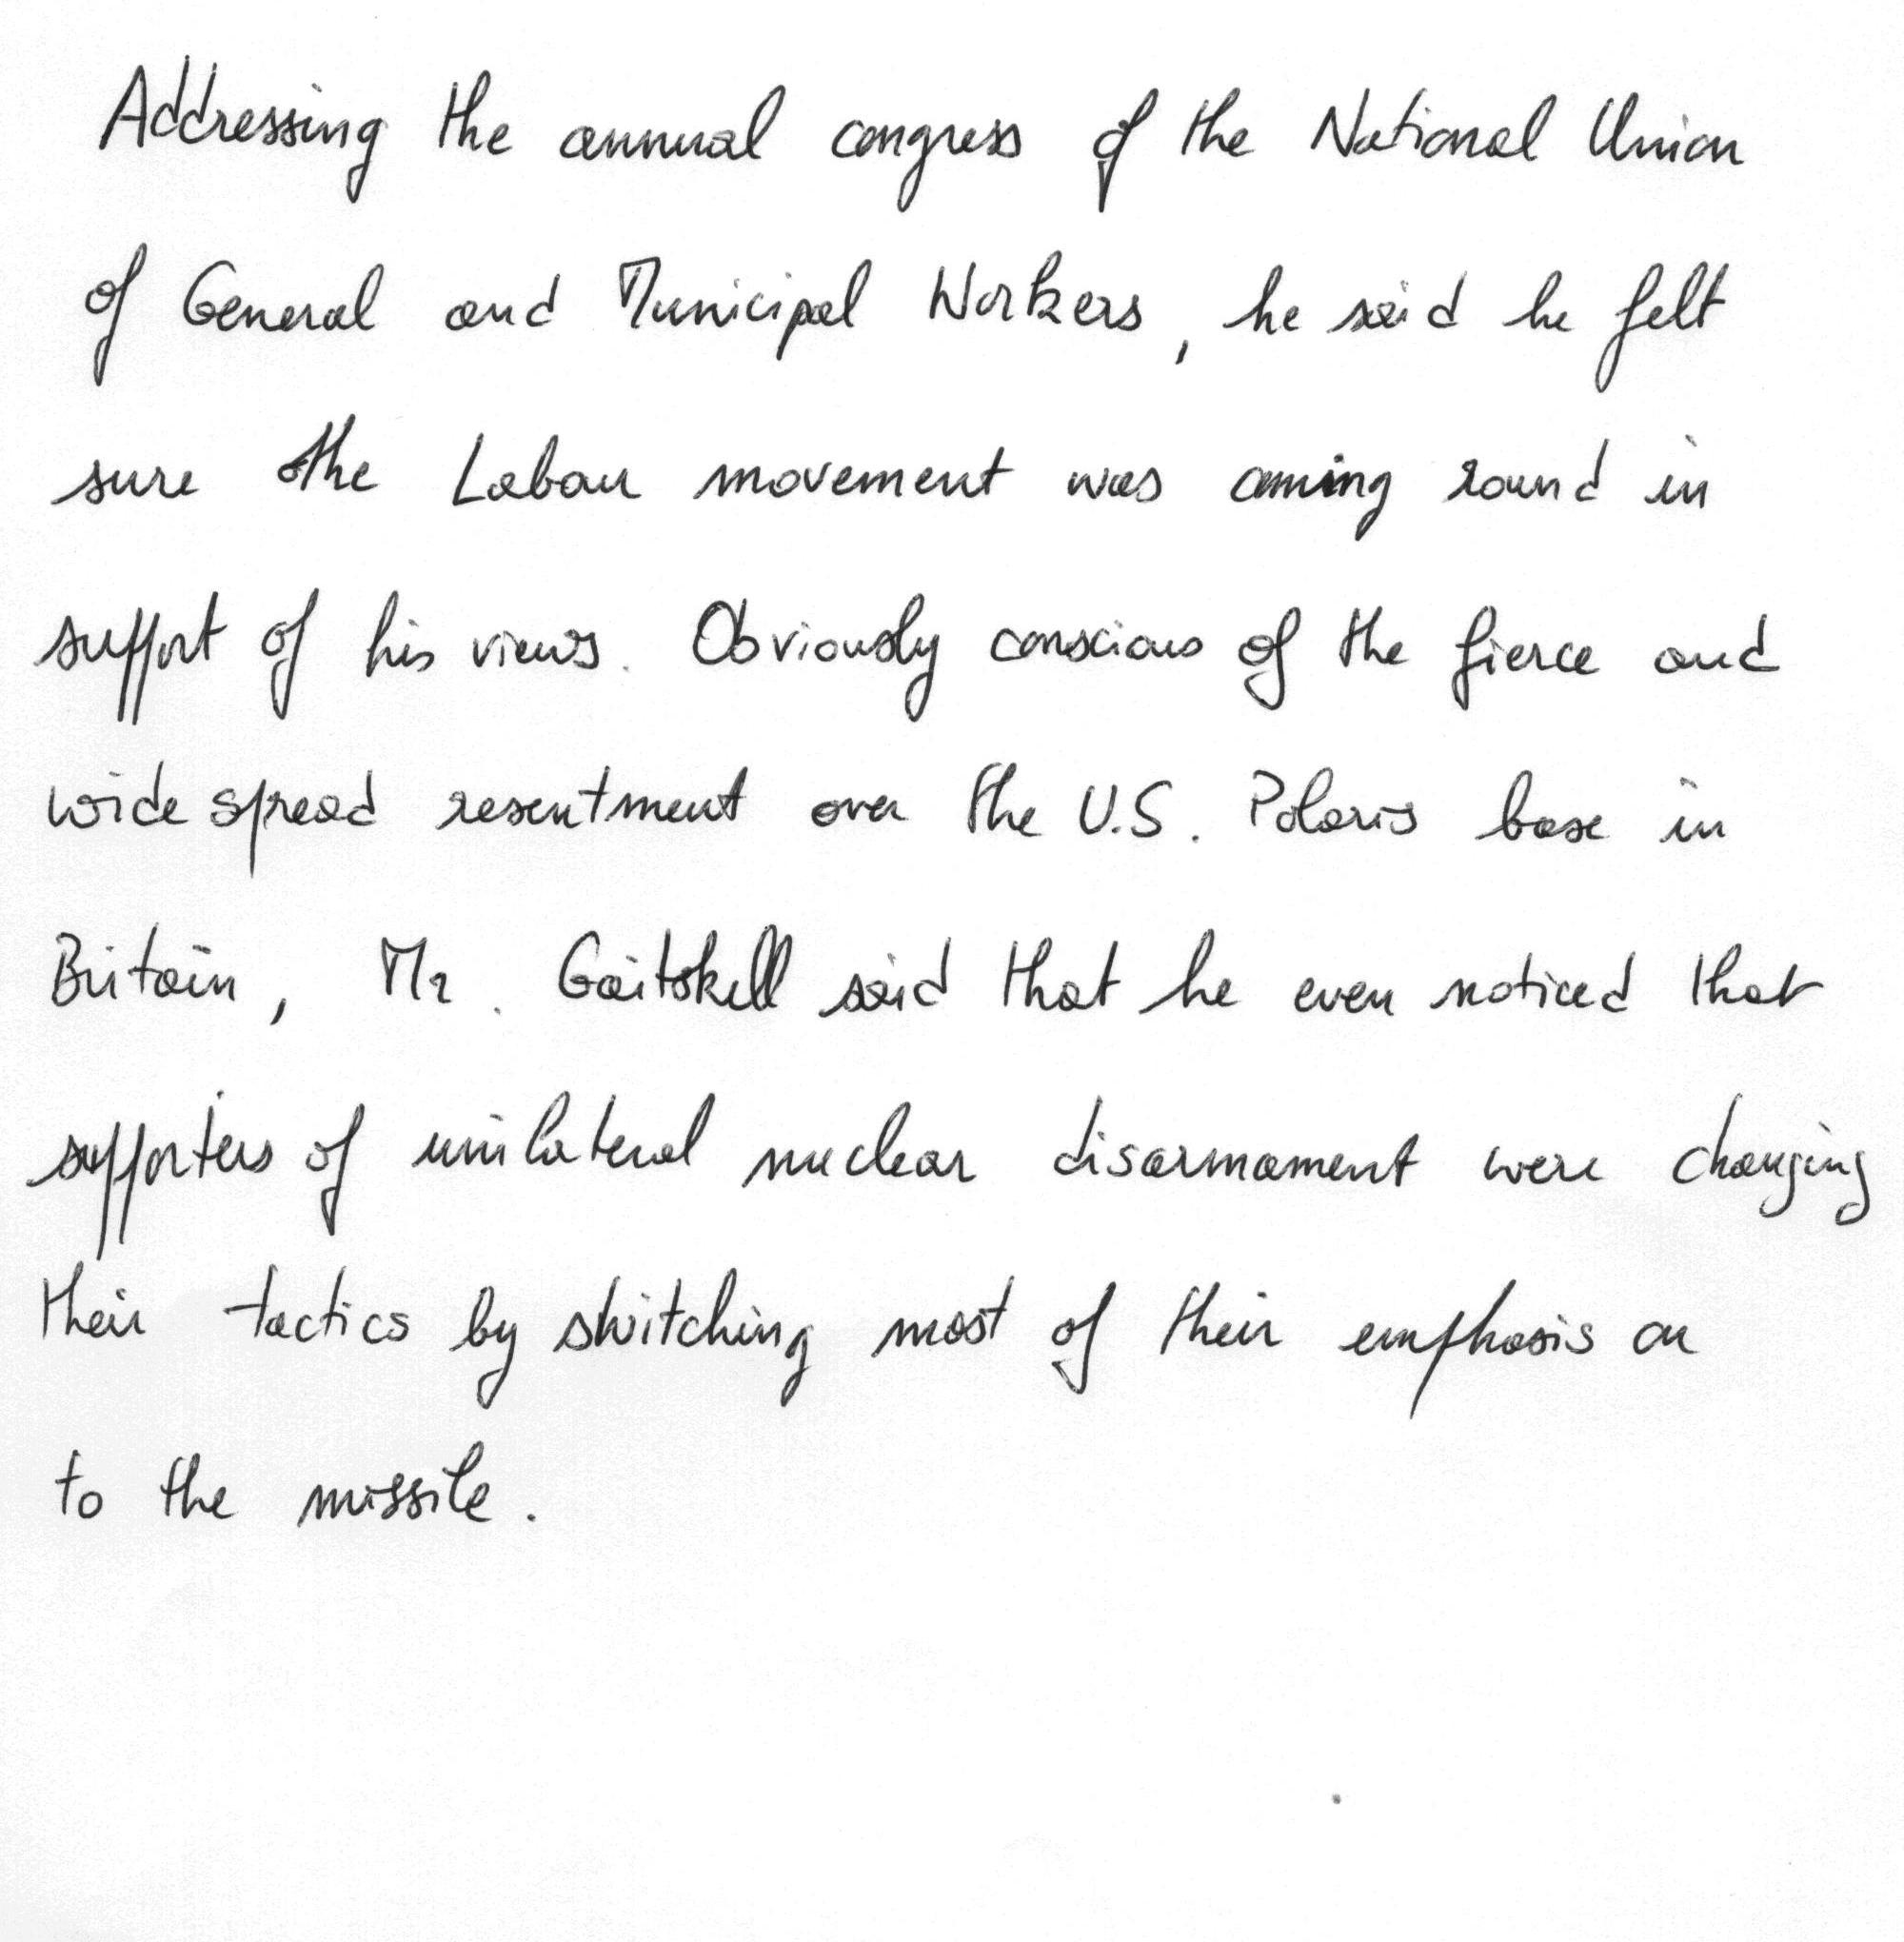 Addressing the annual congress of the National Union
of General and Municipal Workers, he said he felt
sure the Labour movement was coming round in
support of his views. Obviously conscious of the fierce and
widespread resentment over the U.S. Polaris base in
Britain, Mr. Gaitskell said that he even noticed that
supporters of unilateral nuclear disarmament were changing
their tactics by switching most of their emphasis on
to the missile.